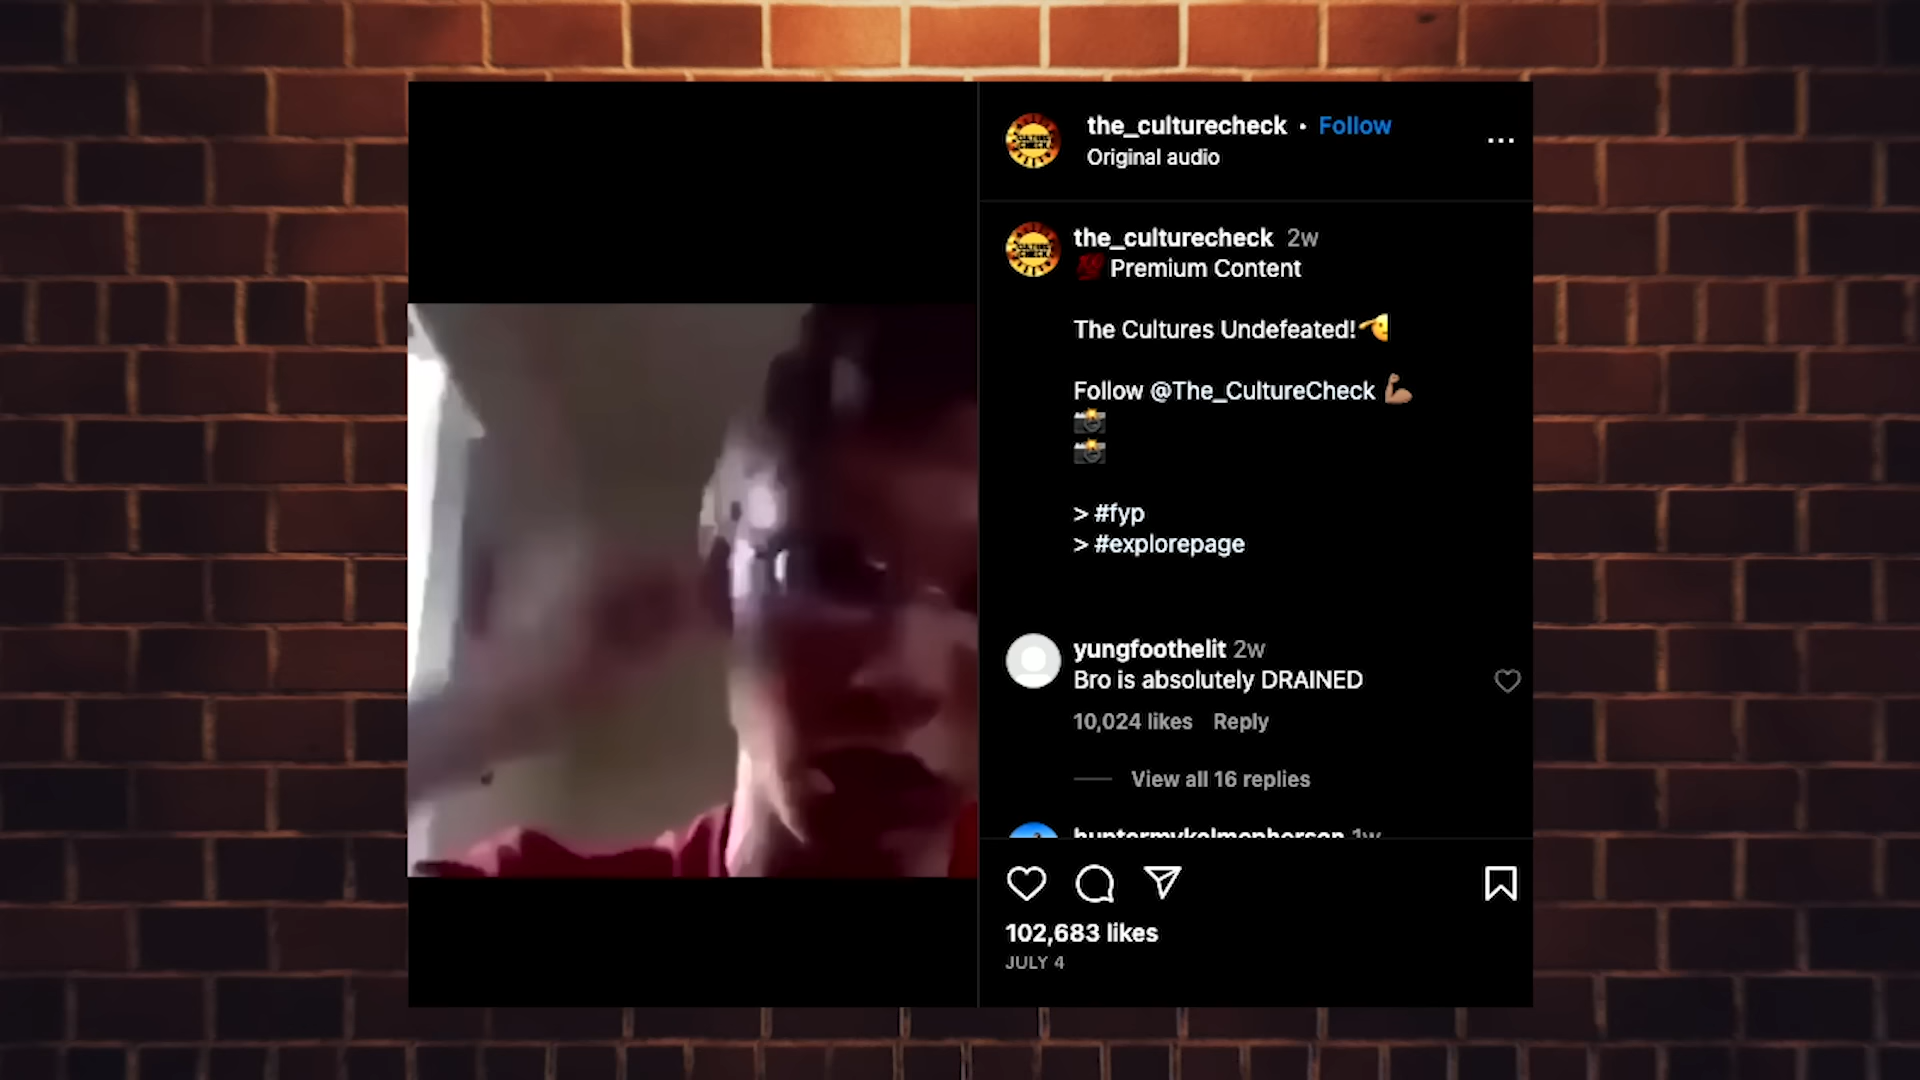 the_culturecheck • Follow
Original audio
the_culturecheck 2w
💯 Premium Content
The Cultures Undefeated!
Follow @The_CultureCheck 💪🏽
📸
📸
> #fyp
> #explorepage
yungfoothelit 2w
Bro is absolutely DRAINED
10,024 likes Reply
View all 16 replies
1w
102,683 likes
JULY 4